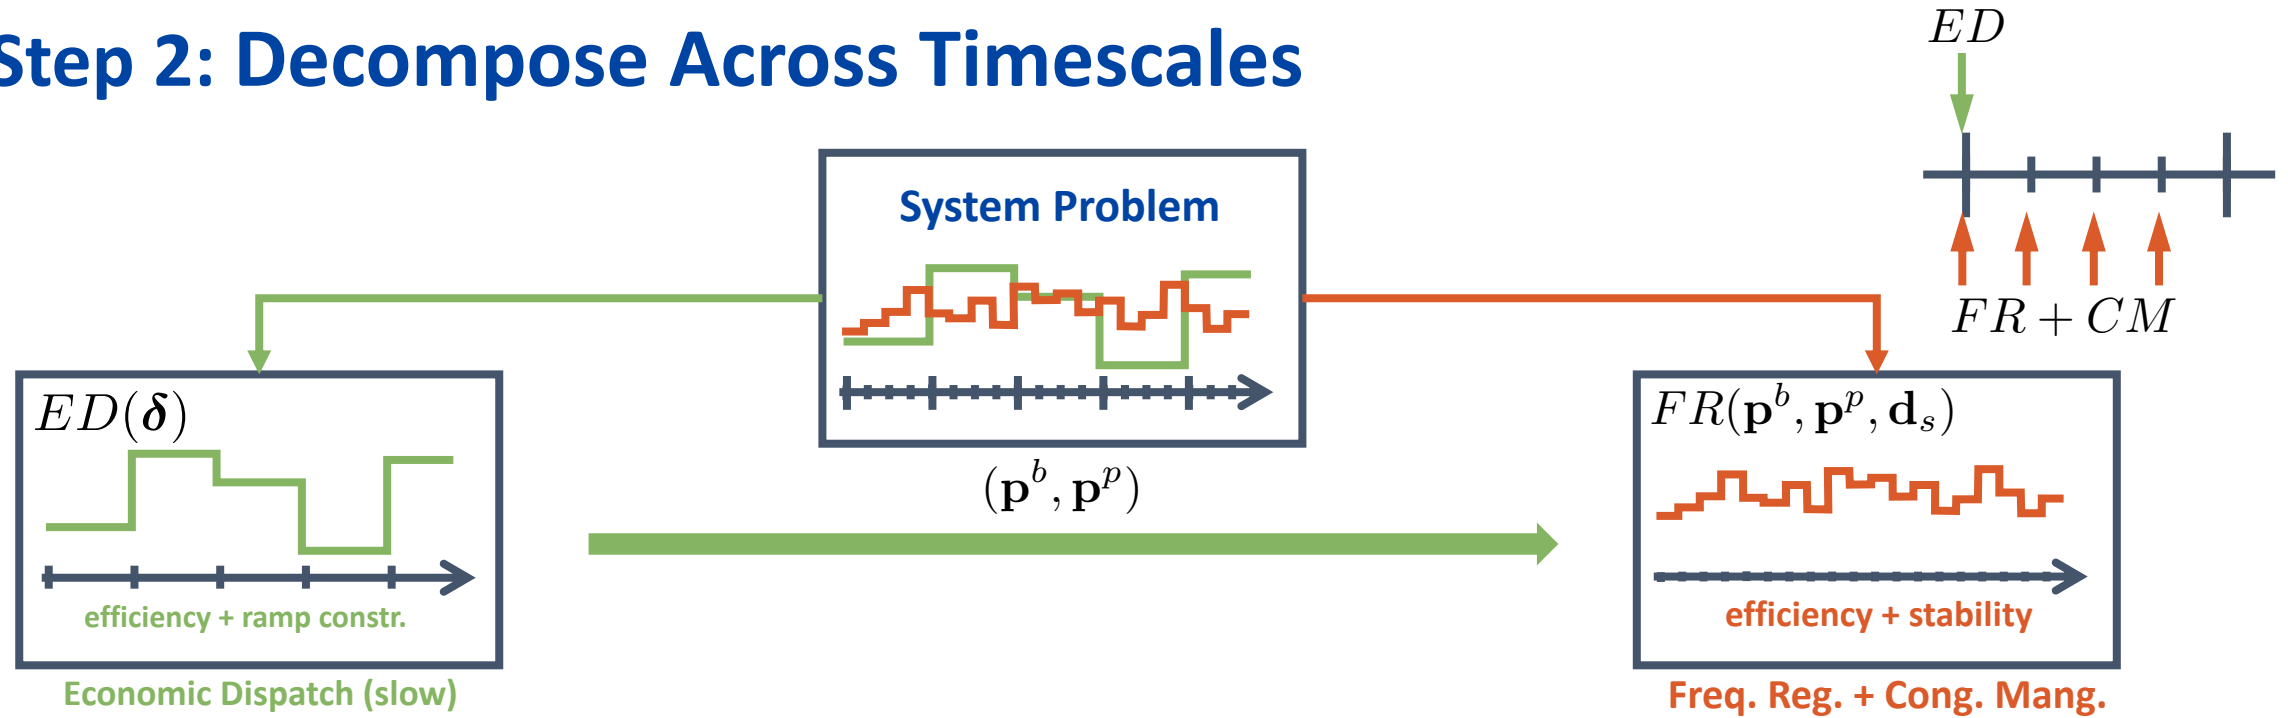 Step 2: Decompose Across Timescales
ED
System Problem
FR + CM
ED(δ)
FR(p^b, p^p, d_s)
(p^b, p^p)
efficiency + ramp constr.
efficiency + stability
Economic Dispatch (slow)
Freq. Reg. + Cong. Mang.